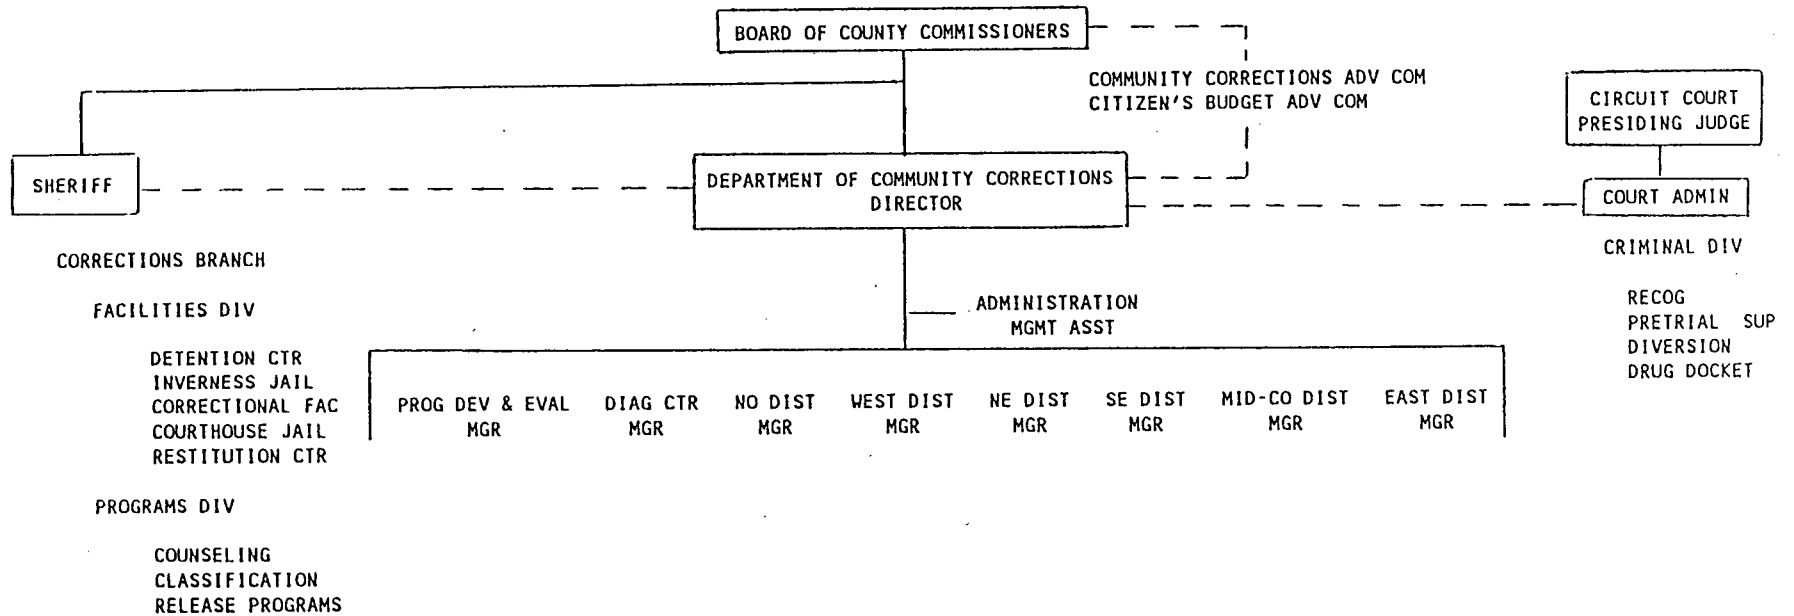 BOARD OF COUNTY COMMISSIONERS
COMMUNITY CORRECTIONS ADV COM
CITIZEN'S BUDGET ADV COM
CIRCUIT COURT
PRESIDING JUDGE
SHERIFF
DEPARTMENT OF COMMUNITY CORRECTIONS
DIRECTOR
COURT ADMIN
CORRECTIONS BRANCH
FACILITIES DIV
DETENTION CTR
INVERNESS JAIL
CORRECTIONAL FAC
COURTHOUSE JAIL
RESTITUTION CTR
PROGRAMS DIV
COUNSELING
CLASSIFICATION
RELEASE PROGRAMS
ADMINISTRATION
MGMT ASST
PROG DEV & EVAL
MGR
DIAG CTR
MGR
NO DIST
MGR
WEST DIST
MGR
NE DIST
MGR
SE DIST
MGR
MID-CO DIST
MGR
EAST DIST
MGR
CRIMINAL DIV
RECOG
PRETRIAL SUP
DIVERSION
DRUG DOCKET